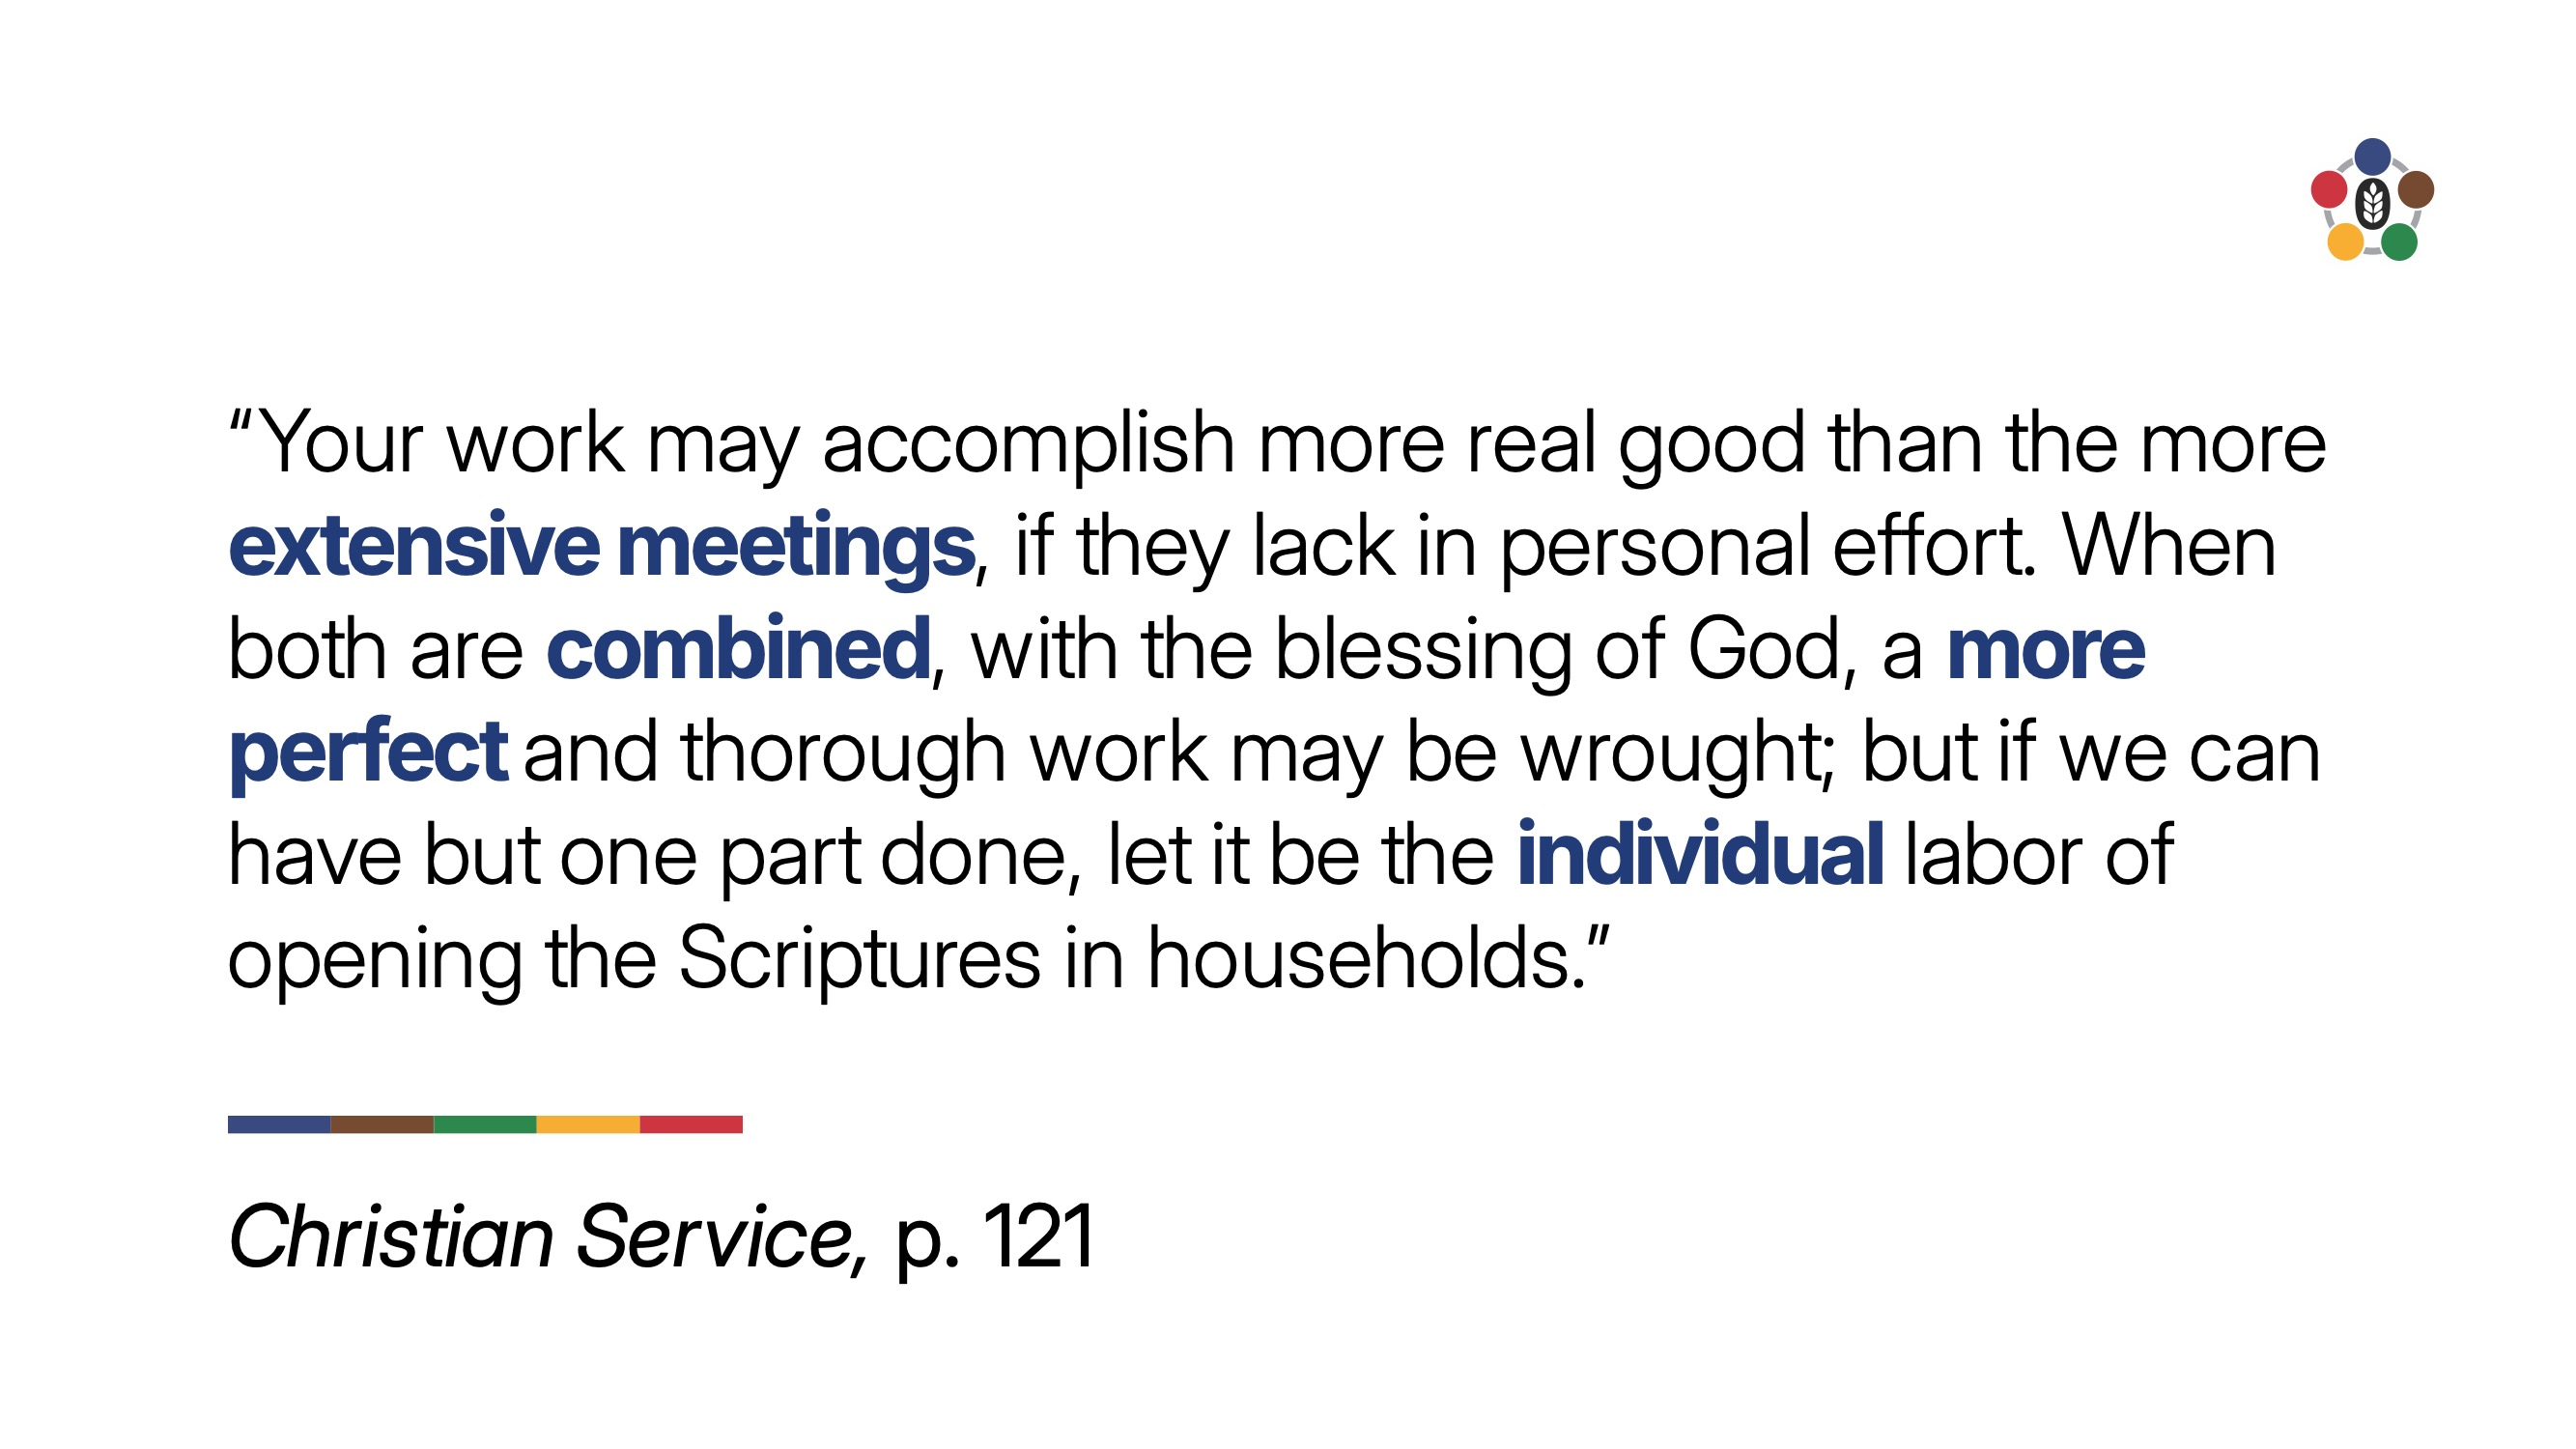 “Your work may accomplish more real good than the more
extensive meetings, if they lack in personal effort. When
both are combined, with the blessing of God, a more
perfect and thorough work may be wrought; but if we can
have but one part done, let it be the individual labor of
opening the Scriptures in households.”
Christian Service, p. 121